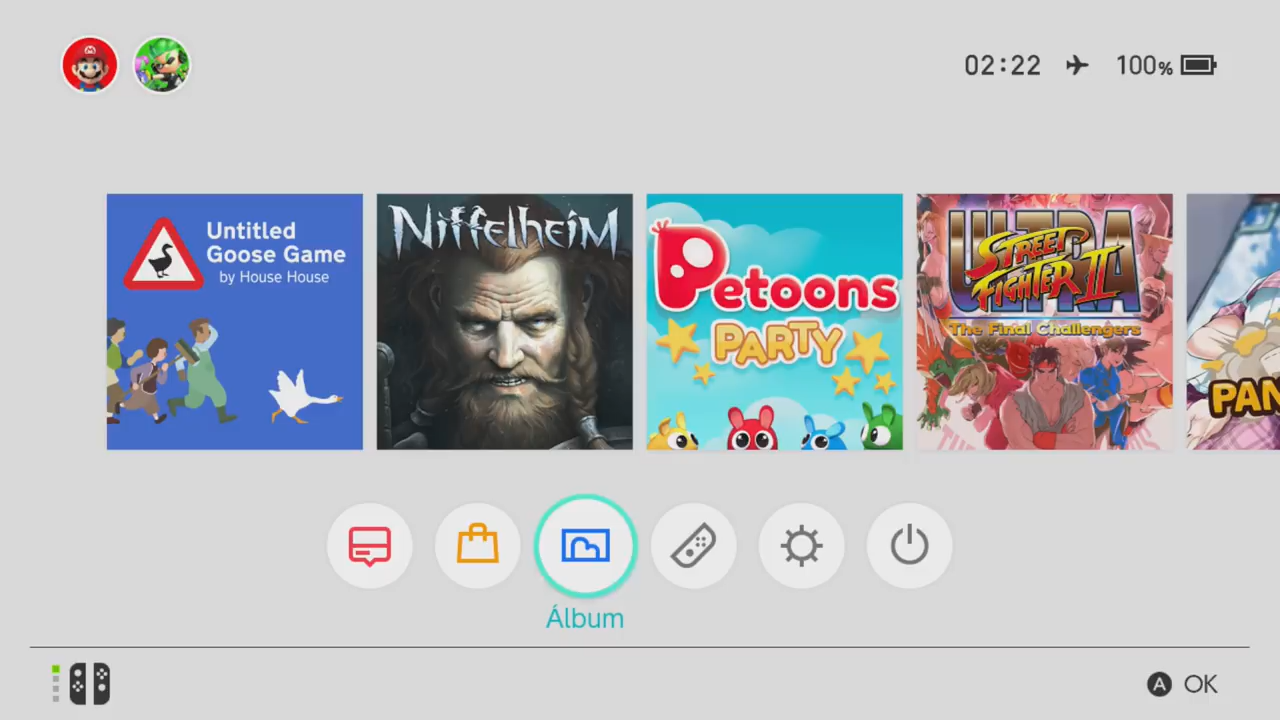 02:22
100%
Untitled
Goose Game
by House House
NiffelheiM
Petoons
PARTY
ULTRA
STREET
FIGHTER II
The Final Challengers
PAN
Álbum
A OK